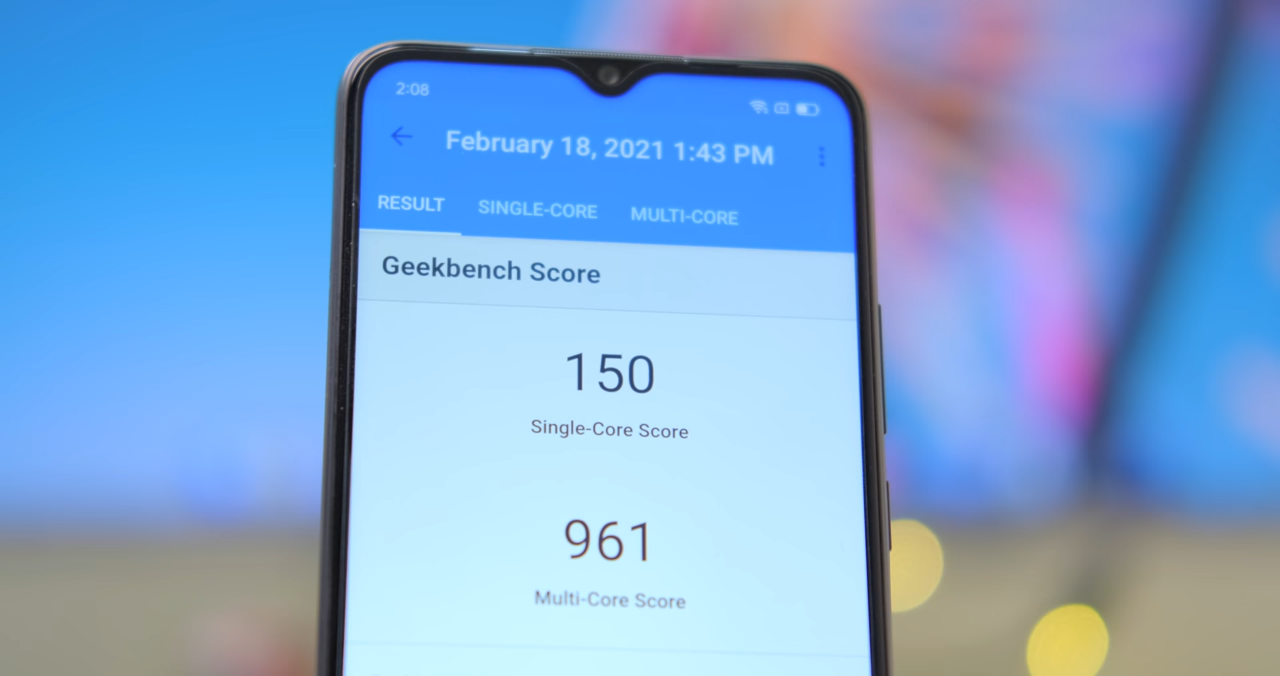 2:08
February 18, 2021 1:43 PM
RESULT SINGLE-CORE MULTI-CORE
Geekbench Score
150
Single-Core Score
961
Multi-Core Score